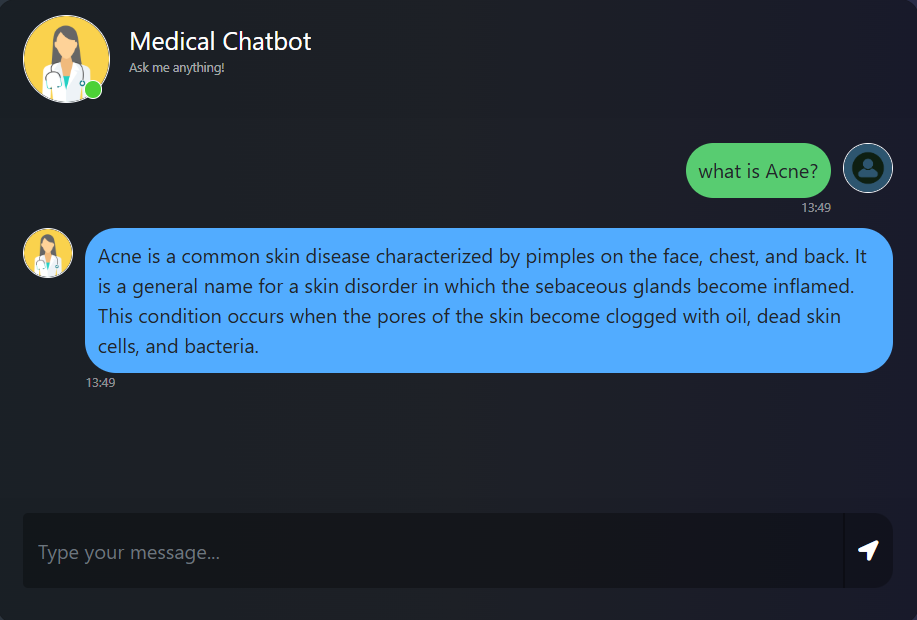 Medical Chatbot
Ask me anything!
what is Acne?
13:49
Acne is a common skin disease characterized by pimples on the face, chest, and back. It
is a general name for a skin disorder in which the sebaceous glands become inflamed.
This condition occurs when the pores of the skin become clogged with oil, dead skin
cells, and bacteria.
13:49
Type your message...